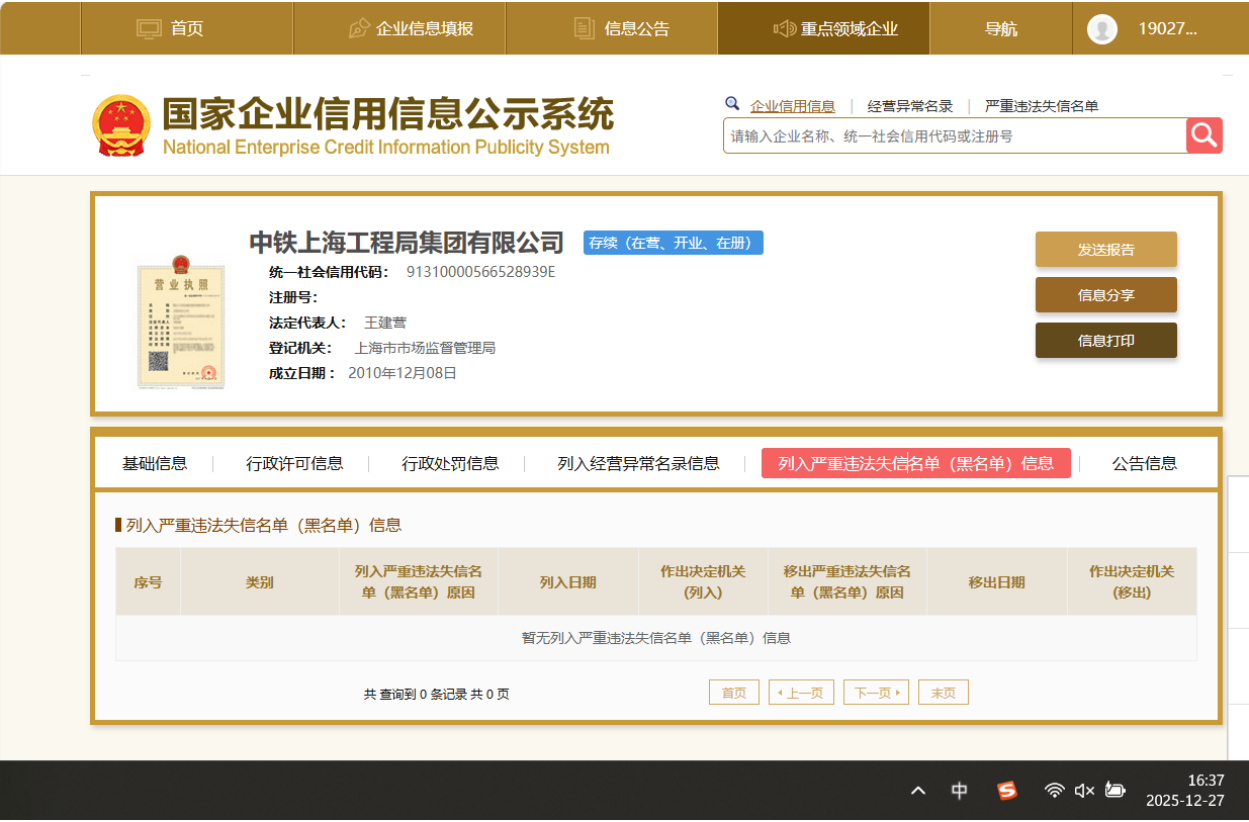 首页 企业信息填报 信息公告 重点领域企业 导航 19027...
国家企业信用信息公示系统
National Enterprise Credit Information Publicity System
企业信用信息 | 经营异常名录 | 严重违法失信名单
请输入企业名称、统一社会信用代码或注册号
中铁上海工程局集团有限公司 存续（在营、开业、在册）
统一社会信用代码： 91310000566528939E
注册号：
法定代表人： 王建营
登记机关： 上海市市场监督管理局
成立日期： 2010年12月08日
营业执照
发送报告
信息分享
信息打印
基础信息 | 行政许可信息 | 行政处罚信息 | 列入经营异常名录信息 | 列入严重违法失信名单（黑名单）信息 | 公告信息
列入严重违法失信名单（黑名单）信息
序号 类别 列入严重违法失信名单（黑名单）原因 列入日期 作出决定机关(列入) 移出严重违法失信名单（黑名单）原因 移出日期 作出决定机关(移出)
暂无列入严重违法失信名单（黑名单）信息
共 查询到 0 条记录 共 0 页 首页 上一页 下一页 末页
中
16:37
2025-12-27